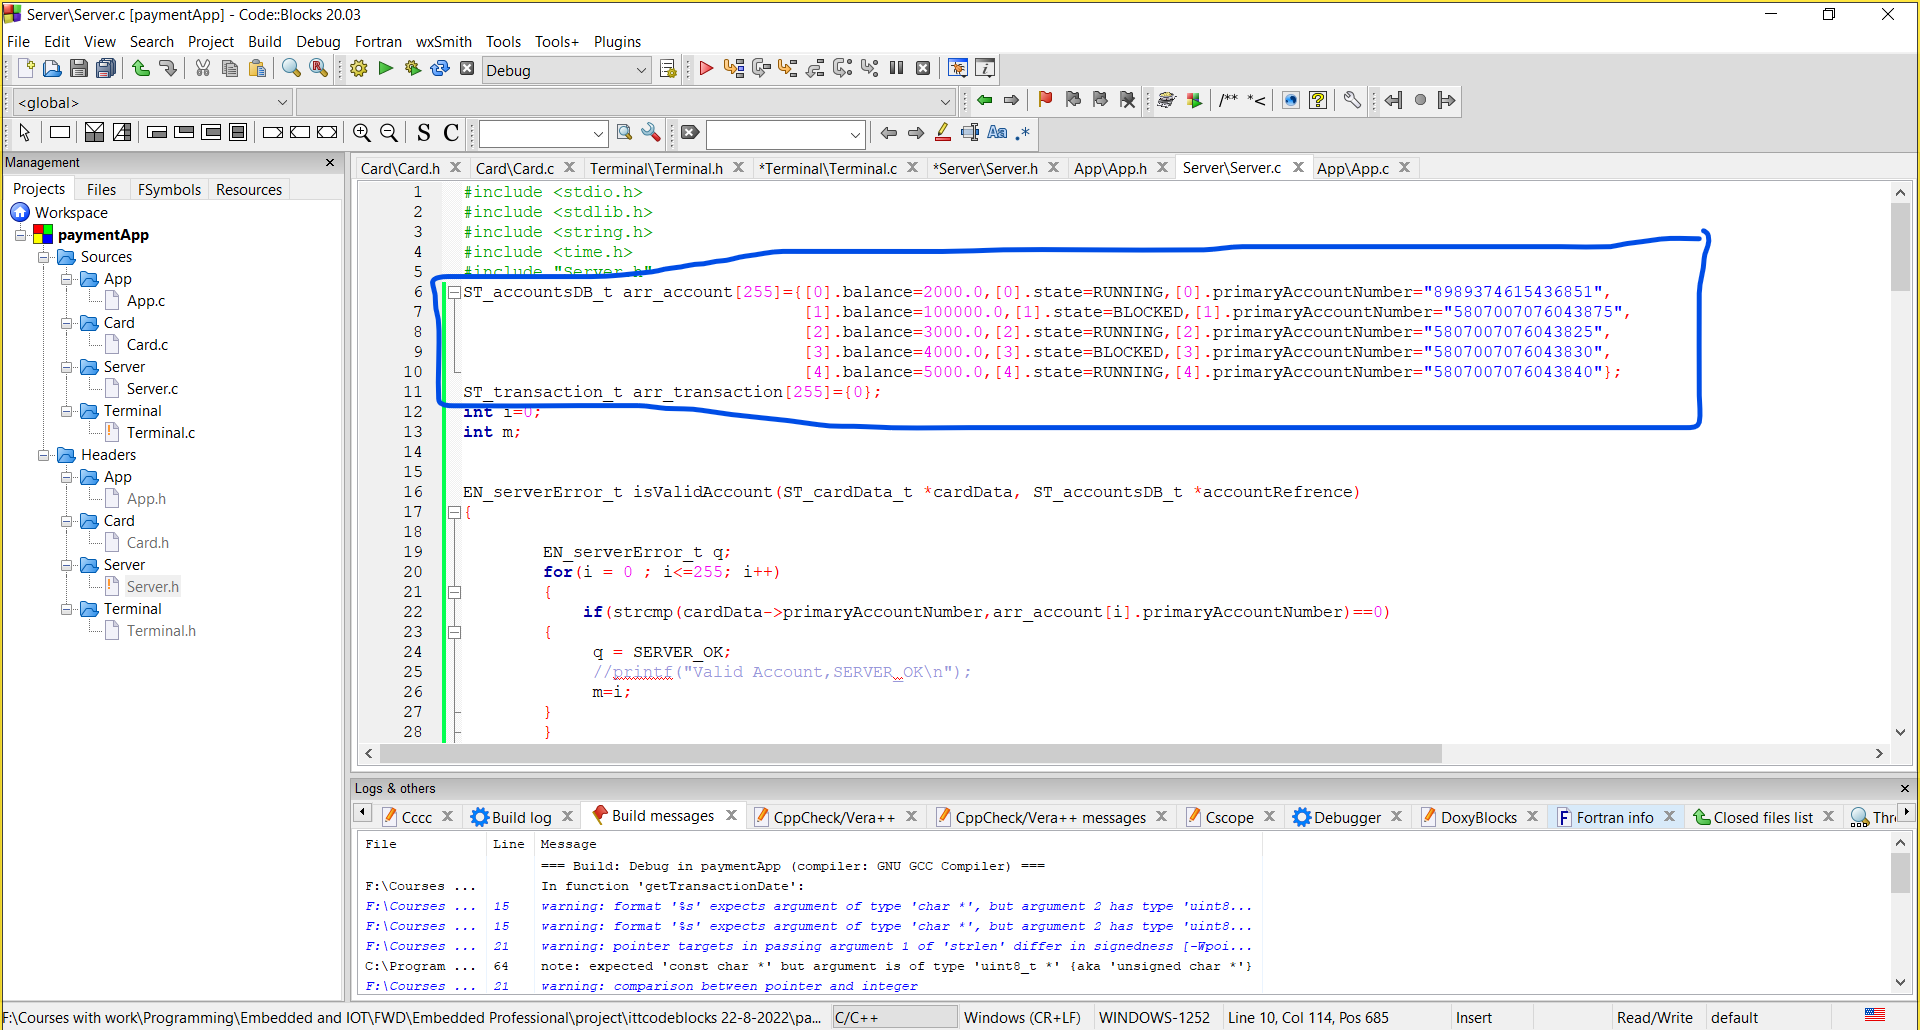 Server\Server.c [paymentApp] - Code::Blocks 20.03
File Edit View Search Project Build Debug Fortran wxSmith Tools Tools+ Plugins
Debug
<global>
/** *<
S C
Aa .*
Management
Projects Files FSymbols Resources
Workspace
paymentApp
Sources
App
App.c
Card
Card.c
Server
Server.c
Terminal
Terminal.c
Headers
App
App.h
Card
Card.h
Server
Server.h
Terminal
Terminal.h
Card\Card.h Card\Card.c Terminal\Terminal.h *Terminal\Terminal.c *Server\Server.h App\App.h Server\Server.c App\App.c
1 #include <stdio.h>
2 #include <stdlib.h>
3 #include <string.h>
4 #include <time.h>
5 #include "Server.h"
6 ST_accountsDB_t arr_account[255]={[0].balance=2000.0,[0].state=RUNNING,[0].primaryAccountNumber="8989374615436851",
7 [1].balance=100000.0,[1].state=BLOCKED,[1].primaryAccountNumber="5807007076043875",
8 [2].balance=3000.0,[2].state=RUNNING,[2].primaryAccountNumber="5807007076043825",
9 [3].balance=4000.0,[3].state=BLOCKED,[3].primaryAccountNumber="5807007076043830",
10 [4].balance=5000.0,[4].state=RUNNING,[4].primaryAccountNumber="5807007076043840"};
11 ST_transaction_t arr_transaction[255]={0};
12 int i=0;
13 int m;
14
15
16 EN_serverError_t isValidAccount(ST_cardData_t *cardData, ST_accountsDB_t *accountRefrence)
17 {
18
19 EN_serverError_t q;
20 for(i = 0 ; i<=255; i++)
21 {
22 if(strcmp(cardData->primaryAccountNumber,arr_account[i].primaryAccountNumber)==0)
23 {
24 q = SERVER_OK;
25 //printf("Valid Account,SERVER_OK\n");
26 m=i;
27 }
28 }
Logs & others
Cccc Build log Build messages CppCheck/Vera++ CppCheck/Vera++ messages Cscope Debugger DoxyBlocks Fortran info Closed files list Thr
File Line Message
=== Build: Debug in paymentApp (compiler: GNU GCC Compiler) ===
F:\Courses ... In function 'getTransactionDate':
F:\Courses ... 15 warning: format '%s' expects argument of type 'char *', but argument 2 has type 'uint8...
F:\Courses ... 15 warning: format '%s' expects argument of type 'char *', but argument 2 has type 'uint8...
F:\Courses ... 21 warning: pointer targets in passing argument 1 of 'strlen' differ in signedness [-Wpoi...
C:\Program ... 64 note: expected 'const char *' but argument is of type 'uint8_t *' {aka 'unsigned char *'}
F:\Courses ... 21 warning: comparison between pointer and integer
F:\Courses with work\Programming\Embedded and IOT\FWD\Embedded Professional\project\ittcodeblocks 22-8-2022\pa... C/C++ Windows (CR+LF) WINDOWS-1252 Line 10, Col 114, Pos 685 Insert Read/Write default